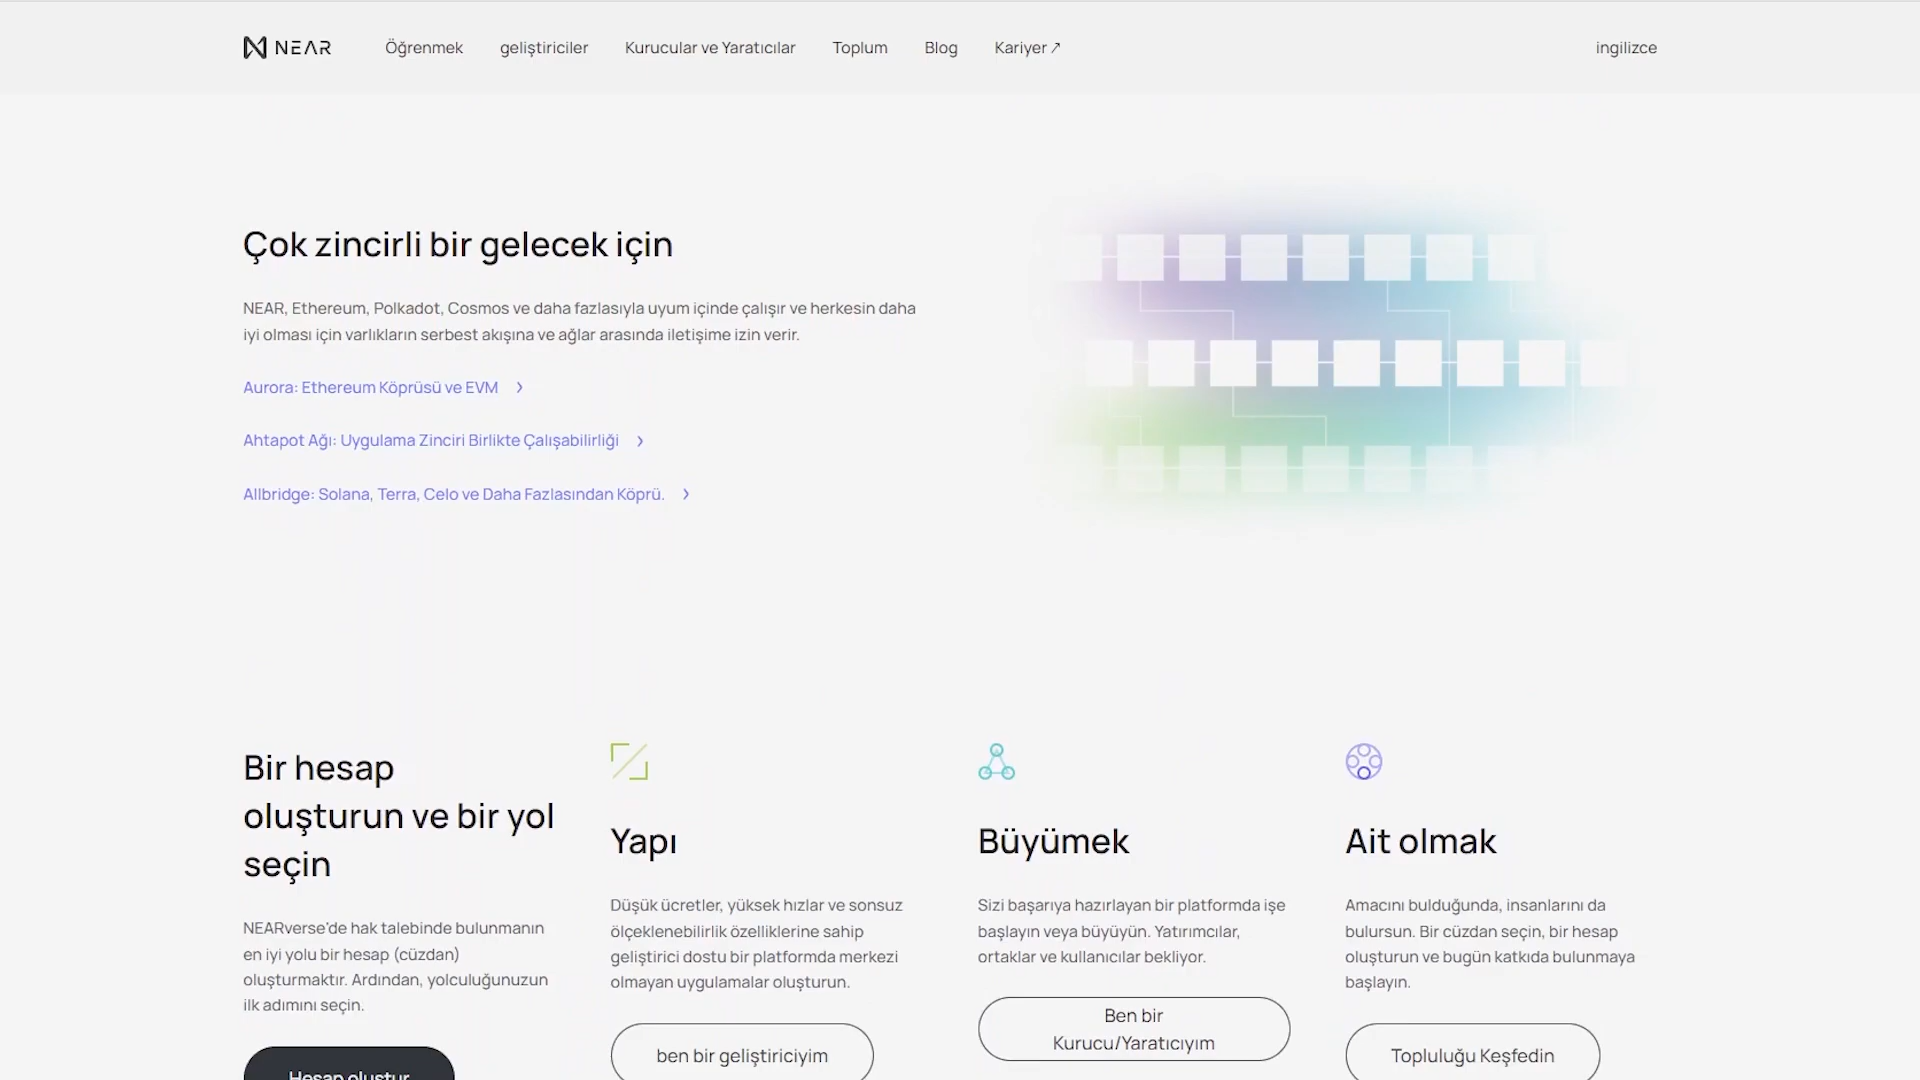 NEAR
Öğrenmek
geliştiriciler
Kurucular ve Yaratıcılar
Toplum
Blog
Kariyer ↗
ingilizce
Çok zincirli bir gelecek için
NEAR, Ethereum, Polkadot, Cosmos ve daha fazlasıyla uyum içinde çalışır ve herkesin daha
iyi olması için varlıkların serbest akışına ve ağlar arasında iletişime izin verir.
Aurora: Ethereum Köprüsü ve EVM
Ahtapot Ağı: Uygulama Zinciri Birlikte Çalışabilirliği
Allbridge: Solana, Terra, Celo ve Daha Fazlasından Köprü.
Bir hesap
oluşturun ve bir yol
seçin
NEARverse'de hak talebinde bulunmanın
en iyi yolu bir hesap (cüzdan)
oluşturmaktır. Ardından, yolculuğunuzun
ilk adımını seçin.
Hesap oluştur
Yapı
Düşük ücretler, yüksek hızlar ve sonsuz
ölçeklenebilirlik özelliklerine sahip
geliştirici dostu bir platformda merkezi
olmayan uygulamalar oluşturun.
ben bir geliştiriciyim
Büyümek
Sizi başarıya hazırlayan bir platformda işe
başlayın veya büyüyün. Yatırımcılar,
ortaklar ve kullanıcılar bekliyor.
Ben bir
Kurucu/Yaratıcıyım
Ait olmak
Amacını bulduğunda, insanlarını da
bulursun. Bir cüzdan seçin, bir hesap
oluşturun ve bugün katkıda bulunmaya
başlayın.
Topluluğu Keşfedin